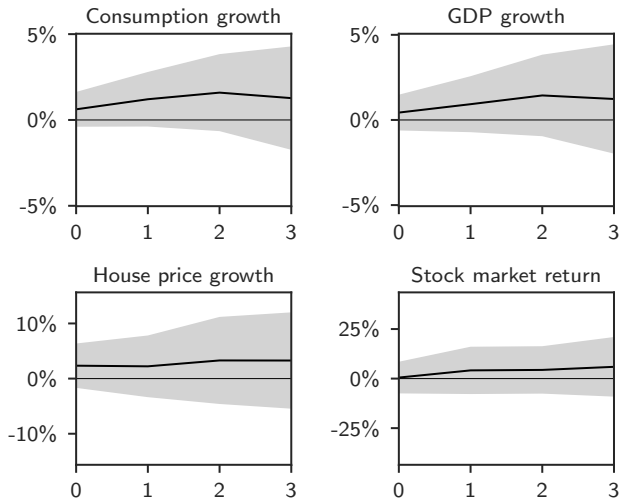 Consumption growth
5%
0%
-5%
0 1 2 3
GDP growth
5%
0%
-5%
0 1 2 3
House price growth
10%
0%
-10%
0 1 2 3
Stock market return
25%
0%
-25%
0 1 2 3